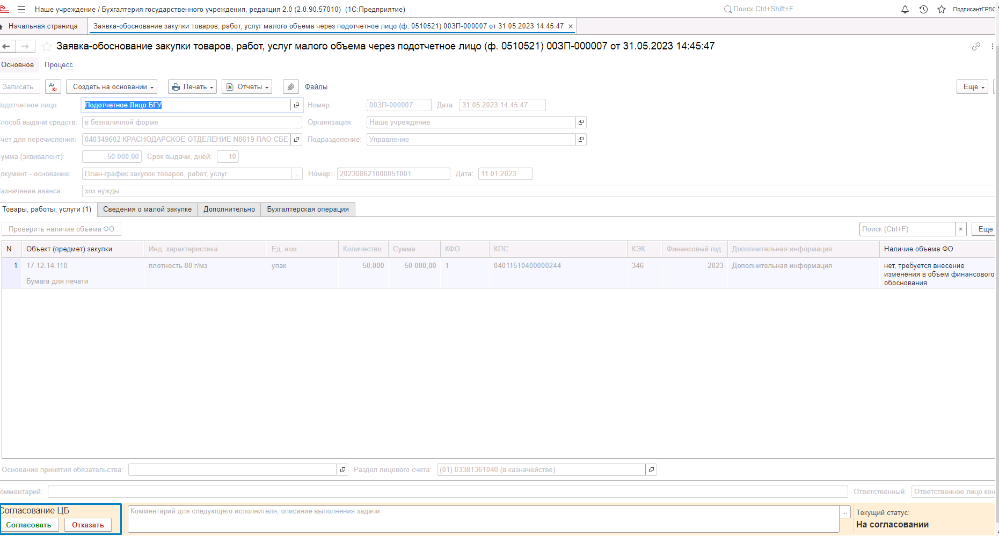 Наше учреждение / Бухгалтерия государственного учреждения, редакция 2.0 (2.0.90.57010) (1С:Предприятие)
Поиск Ctrl+Shift+F
ПодписантГРБС
Начальная страница
Заявка-обоснование закупки товаров, работ, услуг малого объема через подотчетное лицо (ф. 0510521) 00ЗП-000007 от 31.05.2023 14:45:47 ×
Заявка-обоснование закупки товаров, работ, услуг малого объема через подотчетное лицо (ф. 0510521) 00ЗП-000007 от 31.05.2023 14:45:47
Основное Процесс
Записать Дт Кт Создать на основании Печать Отчеты Файлы Еще
одотчетное лицо: Подотчетное Лицо БГУ Номер: 00ЗП-000007 Дата: 31.05.2023 14:45:47
пособ выдачи средств: в безналичной форме Организация: Наше учреждение
чет для перечисления: 040349602 КРАСНОДАРСКОЕ ОТДЕЛЕНИЕ N8619 ПАО СБЕ Подразделение: Управление
умма (эквивалент): 50 000,00 Срок выдачи, дней: 10
окумент - основание: План-график закупок товаров, работ, услуг ... Номер: 202308621000051001 Дата: 11.01.2023
азначение аванса: хоз.нужды
Товары, работы, услуги (1) Сведения о малой закупке Дополнительно Бухгалтерская операция
Проверить наличие объема ФО Поиск (Ctrl+F) × Еще
N Объект (предмет) закупки Инд. характеристика Ед. изм. Количество Сумма КФО КПС КЭК Финансовый год Дополнительная информация Наличие объема ФО
1 17.12.14.110 плотность 80 г/мз упак 50,000 50 000,00 1 04011510400000244 346 2023 Дополнительная информация нет, требуется внесение
изменения в объем финансового
Бумага для печати обоснования
Основание принятия обязательства: Раздел лицевого счета: (01) 03381361040 (в казначействе)
омментарий: Ответственный: Ответственное лицо кон
Согласование ЦБ
Согласовать Отказать
Комментарий для следующего исполнителя, описание выполнения задачи ...
Текущий статус:
На согласовании